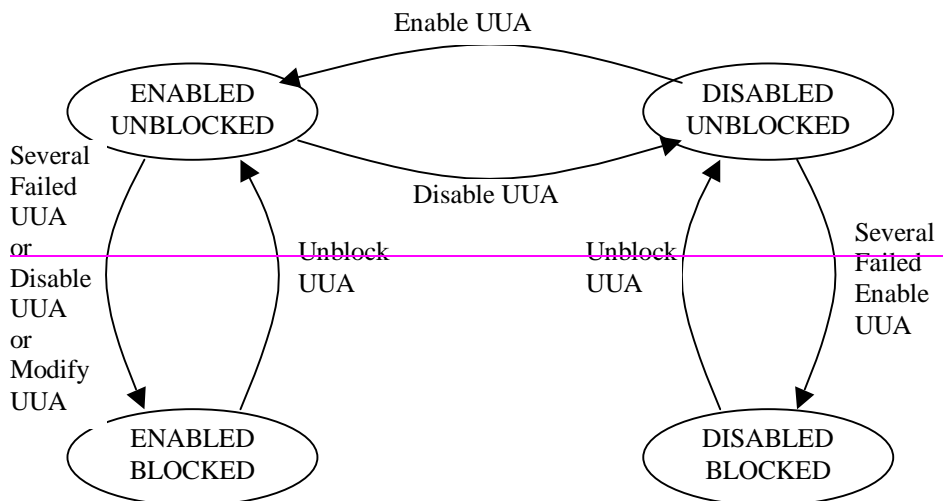 Enable UUA
ENABLED
UNBLOCKED
DISABLED
UNBLOCKED
Several
Failed
UUA
or
Disable
UUA
or
Modify
UUA
Disable UUA
Unblock
UUA
Unblock
UUA
Several
Failed
Enable
UUA
ENABLED
BLOCKED
DISABLED
BLOCKED